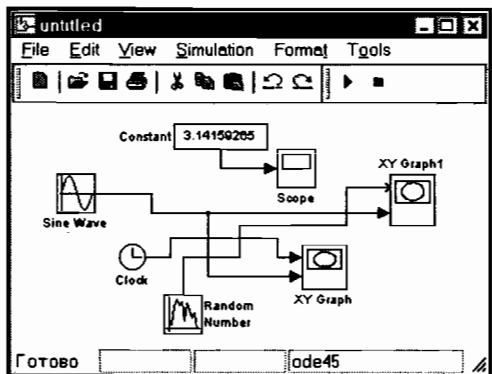 untitled
File Edit View Simulation Format Tools
Constant 3.14159265
Scope
XY Graph1
Sine Wave
Clock
XY Graph
Random
Number
Готово ode45